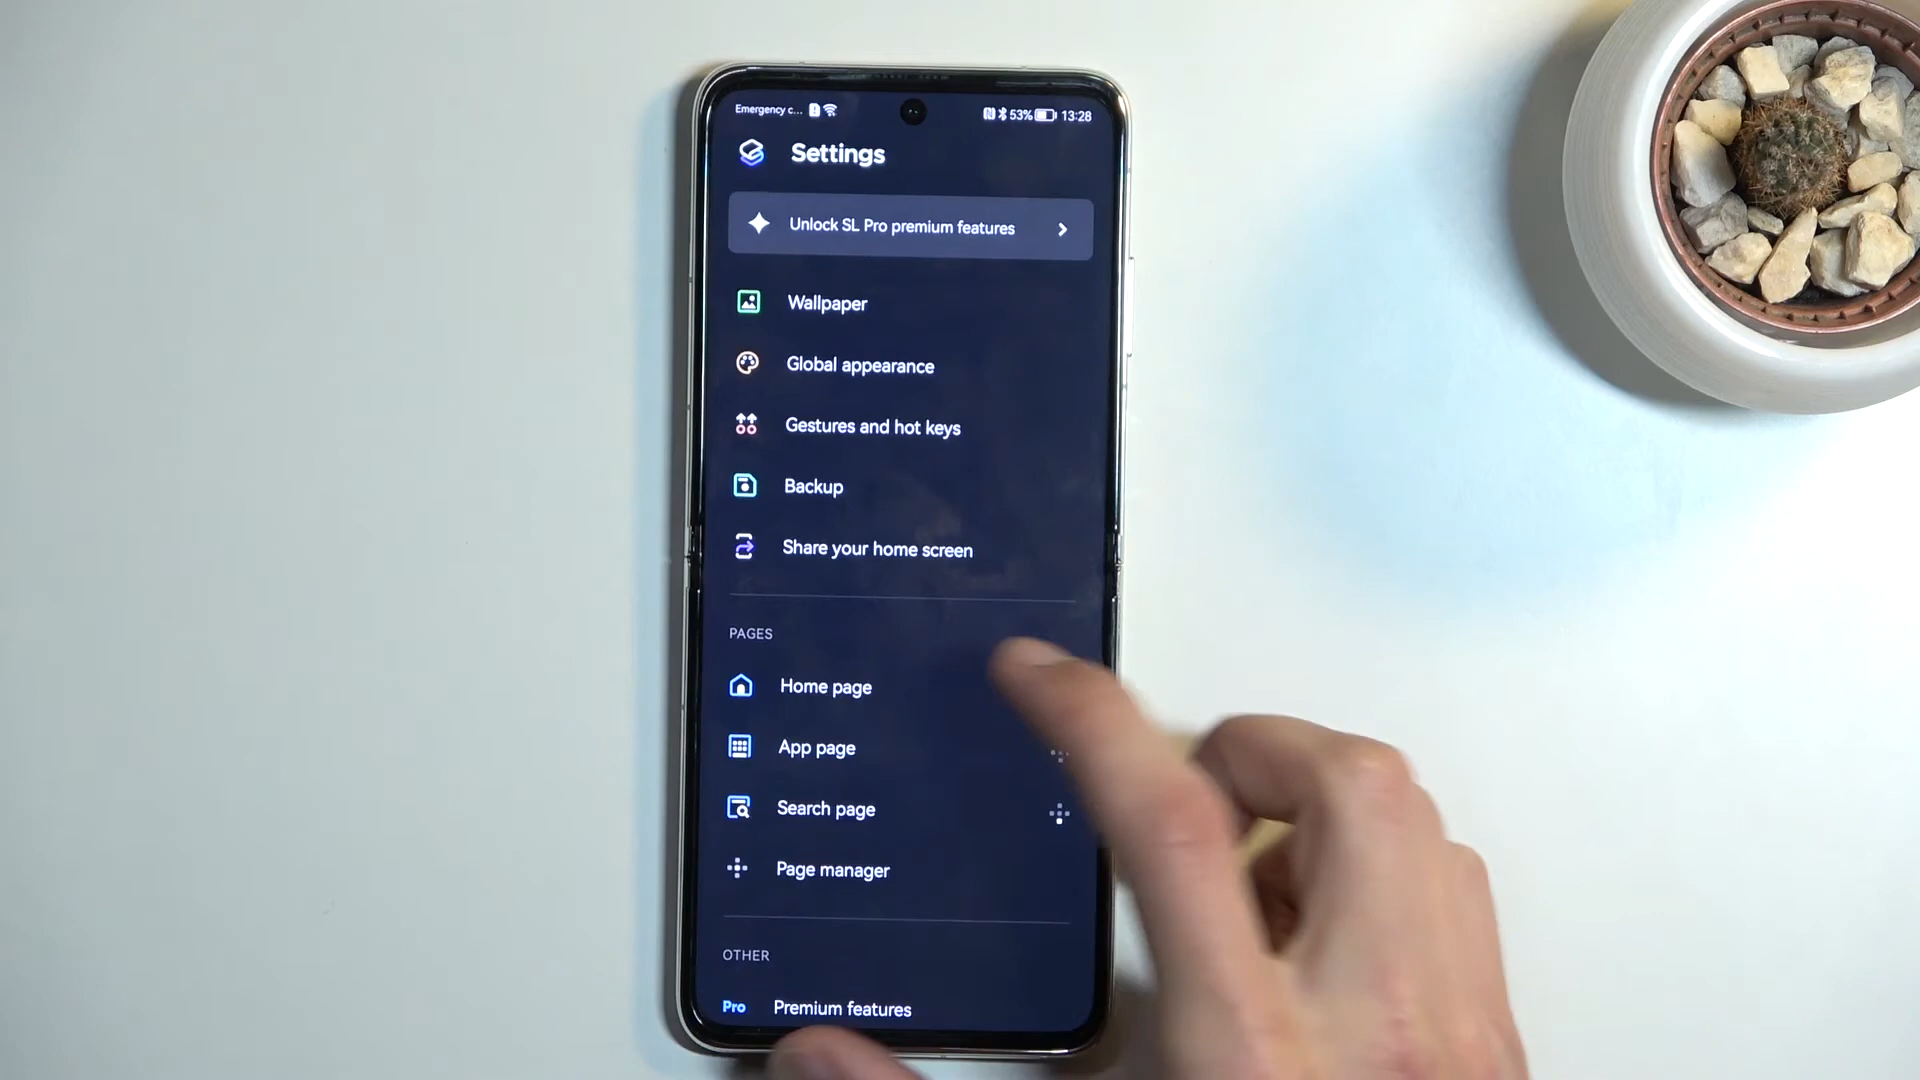 Emergency c... 53% 13:28
Settings
Unlock SL Pro premium features
Wallpaper
Global appearance
Gestures and hot keys
Backup
Share your home screen
PAGES
Home page
App page
Search page
Page manager
OTHER
Pro Premium features